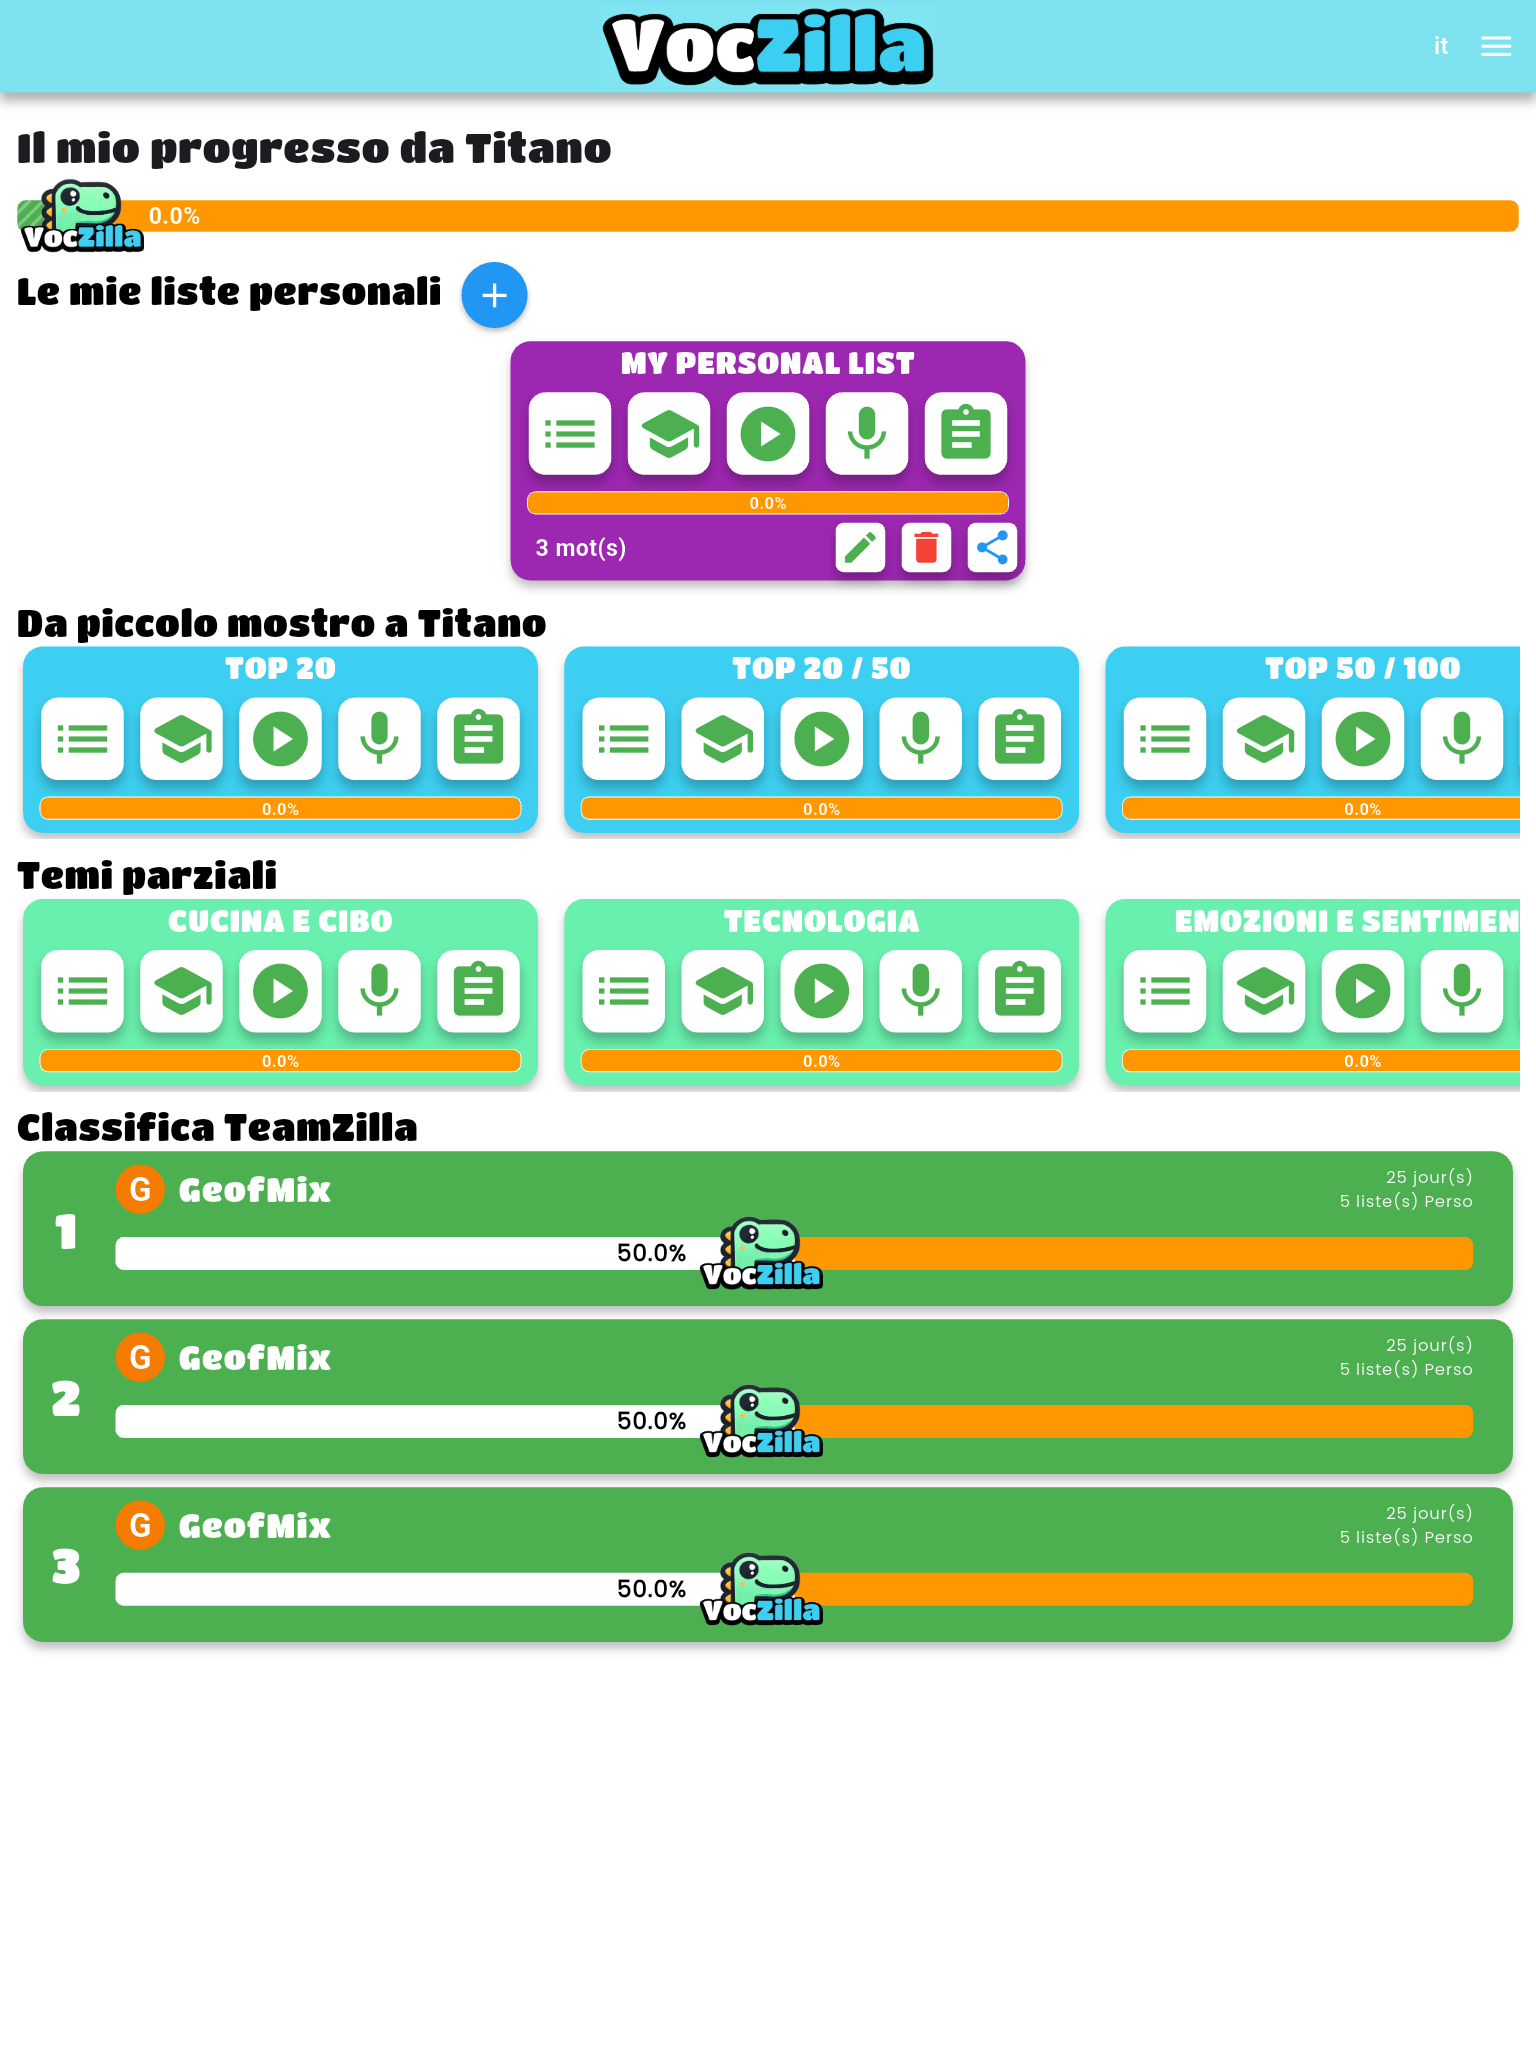 VocZilla
it
Il mio progresso da Titano
0.0%
VocZilla
Le mie liste personali
MY PERSONAL LIST
0.0%
3 mot(s)
Da piccolo mostro a Titano
TOP 20
TOP 20 / 50
TOP 50 / 100
0.0%
0.0%
0.0%
Temi parziali
CUCINA E CIBO
TECNOLOGIA
EMOZIONI E SENTIMEN
0.0%
0.0%
0.0%
Classifica TeamZilla
1
G
GeofMix
25 jour(s)
5 liste(s) Perso
50.0%
VocZilla
2
G
GeofMix
25 jour(s)
5 liste(s) Perso
50.0%
VocZilla
3
G
GeofMix
25 jour(s)
5 liste(s) Perso
50.0%
VocZilla